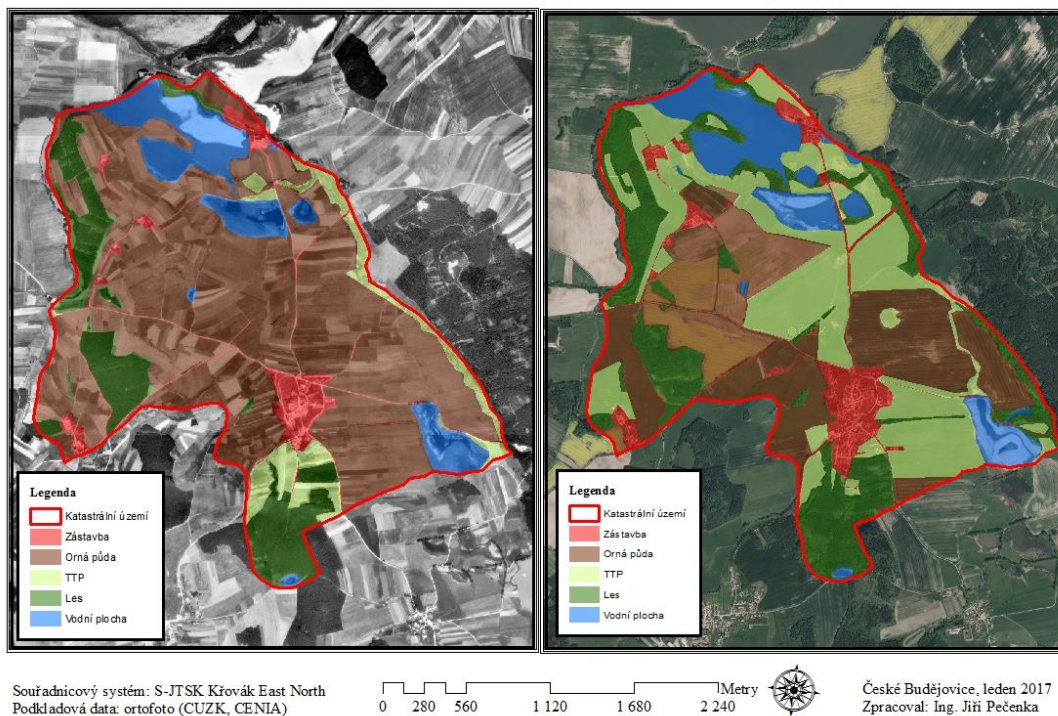 Legenda
Katastrální území
Zástavba
Orná půda
TTP
Les
Vodní plocha
Legenda
Katastrální území
Zástavba
Orná půda
TTP
Les
Vodní plocha
Souřadnicový systém: S-JTSK Křovák East North
Podkladová data: ortofoto (CUZK, CENIA)
Metry
0 280 560 1 120 1 680 2 240
České Budějovice, leden 2017
Zpracoval: Ing. Jiří Pečenka